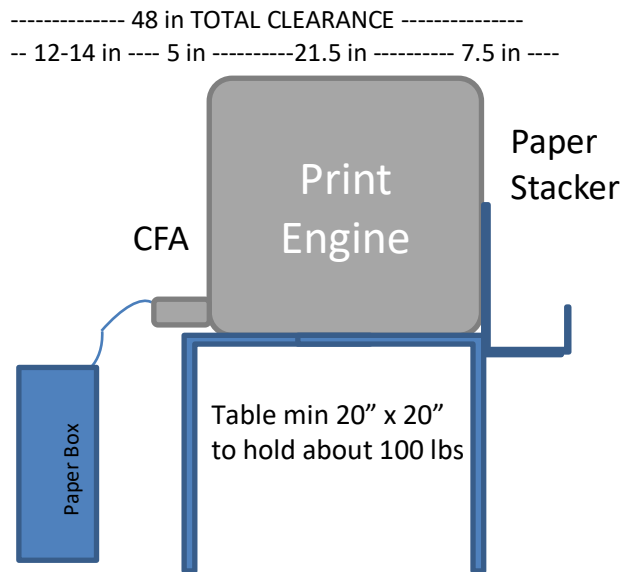 ------------- 48 in TOTAL CLEARANCE ---------------
-- 12-14 in ---- 5 in ----------21.5 in ---------- 7.5 in ----
Print
Engine
Paper
Stacker
CFA
Table min 20” x 20”
to hold about 100 lbs
Paper Box